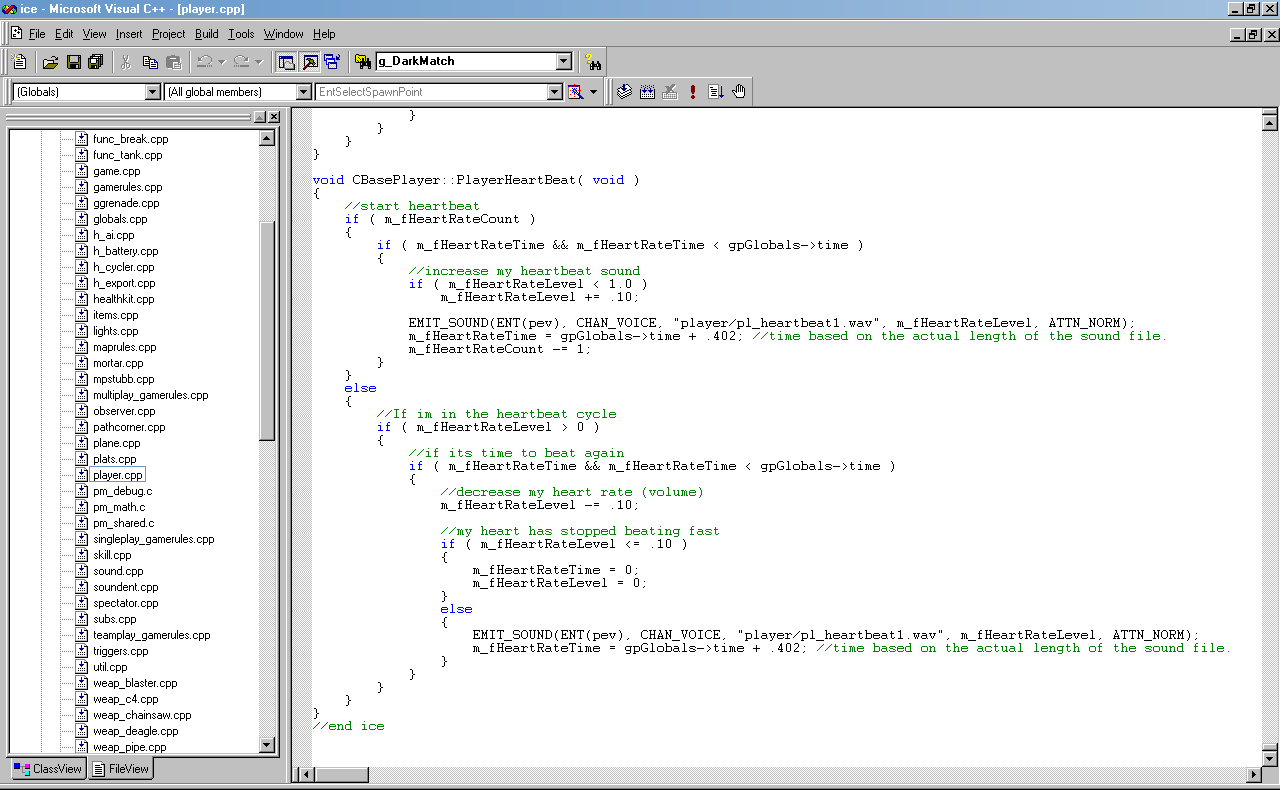 ice - Microsoft Visual C++ - [player.cpp]
File Edit View Insert Project Build Tools Window Help
g_DarkMatch
(Globals) (All global members) EntSelectSpawnPoint
func_break.cpp
func_tank.cpp
game.cpp
gamerules.cpp
ggrenade.cpp
globals.cpp
h_ai.cpp
h_battery.cpp
h_cycler.cpp
h_export.cpp
healthkit.cpp
items.cpp
lights.cpp
maprules.cpp
mortar.cpp
mpstubb.cpp
multiplay_gamerules.cpp
observer.cpp
pathcorner.cpp
plane.cpp
plats.cpp
player.cpp
pm_debug.c
pm_math.c
pm_shared.c
singleplay_gamerules.cpp
skill.cpp
sound.cpp
soundent.cpp
spectator.cpp
subs.cpp
teamplay_gamerules.cpp
triggers.cpp
util.cpp
weap_blaster.cpp
weap_c4.cpp
weap_chainsaw.cpp
weap_deagle.cpp
weap_pipe.cpp
ClassView FileView
            }
        }
    }
}
void CBasePlayer::PlayerHeartBeat( void )
{
    //start heartbeat
    if ( m_fHeartRateCount )
    {
        if ( m_fHeartRateTime && m_fHeartRateTime < gpGlobals->time )
        {
            //increase my heartbeat sound
            if ( m_fHeartRateLevel < 1.0 )
                m_fHeartRateLevel += .10;
            EMIT_SOUND(ENT(pev), CHAN_VOICE, "player/pl_heartbeat1.wav", m_fHeartRateLevel, ATTN_NORM);
            m_fHeartRateTime = gpGlobals->time + .402; //time based on the actual length of the sound file.
            m_fHeartRateCount -= 1;
        }
    }
    else
    {
        //If im in the heartbeat cycle
        if ( m_fHeartRateLevel > 0 )
        {
            //if its time to beat again
            if ( m_fHeartRateTime && m_fHeartRateTime < gpGlobals->time )
            {
                //decrease my heart rate (volume)
                m_fHeartRateLevel -= .10;
                //my heart has stopped beating fast
                if ( m_fHeartRateLevel <= .10 )
                {
                    m_fHeartRateTime = 0;
                    m_fHeartRateLevel = 0;
                }
                else
                {
                    EMIT_SOUND(ENT(pev), CHAN_VOICE, "player/pl_heartbeat1.wav", m_fHeartRateLevel, ATTN_NORM);
                    m_fHeartRateTime = gpGlobals->time + .402; //time based on the actual length of the sound file.
                }
            }
        }
    }
}
//end ice